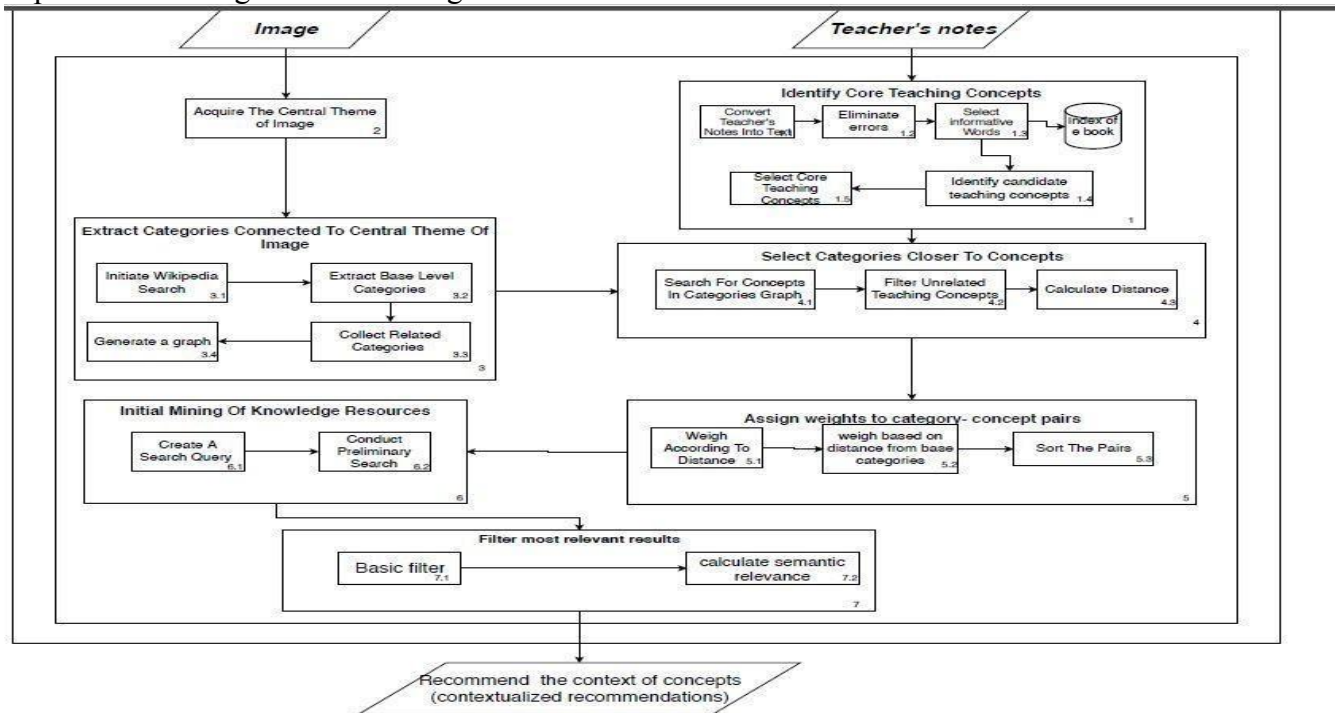 Image
Teacher's notes
Acquire The Central Theme
of Image
2
Identify Core Teaching Concepts
Convert
Teacher's
Notes Into Text
Eliminate
errors
1.2
Select
Informative
Words
1.3
Index of
e book
Select Core
Teaching
Concepts
1.5
Identify candidate
teaching concepts
1.4
1
Extract Categories Connected To Central Theme Of
Image
Initiate Wikipedia
Search
3.1
Extract Base Level
Categories
3.2
Generate a graph
3.4
Collect Related
Categories
3.3
3
Select Categories Closer To Concepts
Search For Concepts
In Categories Graph
4.1
Filter Unrelated
Teaching Concepts
4.2
Calculate Distance
4.3
4
Initial Mining Of Knowledge Resources
Create A
Search Query
6.1
Conduct
Preliminary
Search
6.2
6
Assign weights to category- concept pairs
Weigh
According To
Distance
5.1
weigh based on
distance from base
categories
5.2
Sort The Pairs
5.3
5
Filter most relevant results
Basic filter
7.1
calculate semantic
relevance
7.2
7
Recommend the context of concepts
(contextualized recommendations)